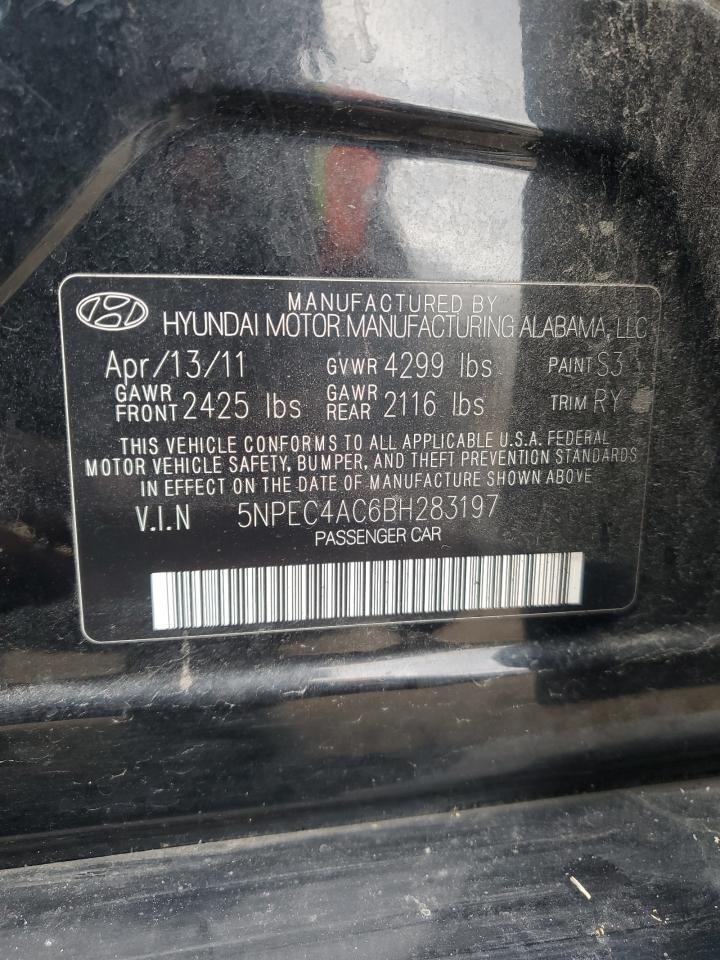 MANUFACTURED BY
HYUNDAI MOTOR MANUFACTURING ALABAMA, LLC
Apr/13/11 GVWR 4299 lbs PAINT S3
GAWR FRONT 2425 lbs GAWR REAR 2116 lbs TRIM RY
THIS VEHICLE CONFORMS TO ALL APPLICABLE U.S.A. FEDERAL
MOTOR VEHICLE SAFETY, BUMPER, AND THEFT PREVENTION STANDARDS
IN EFFECT ON THE DATE OF MANUFACTURE SHOWN ABOVE
V.I.N 5NPEC4AC6BH283197
PASSENGER CAR